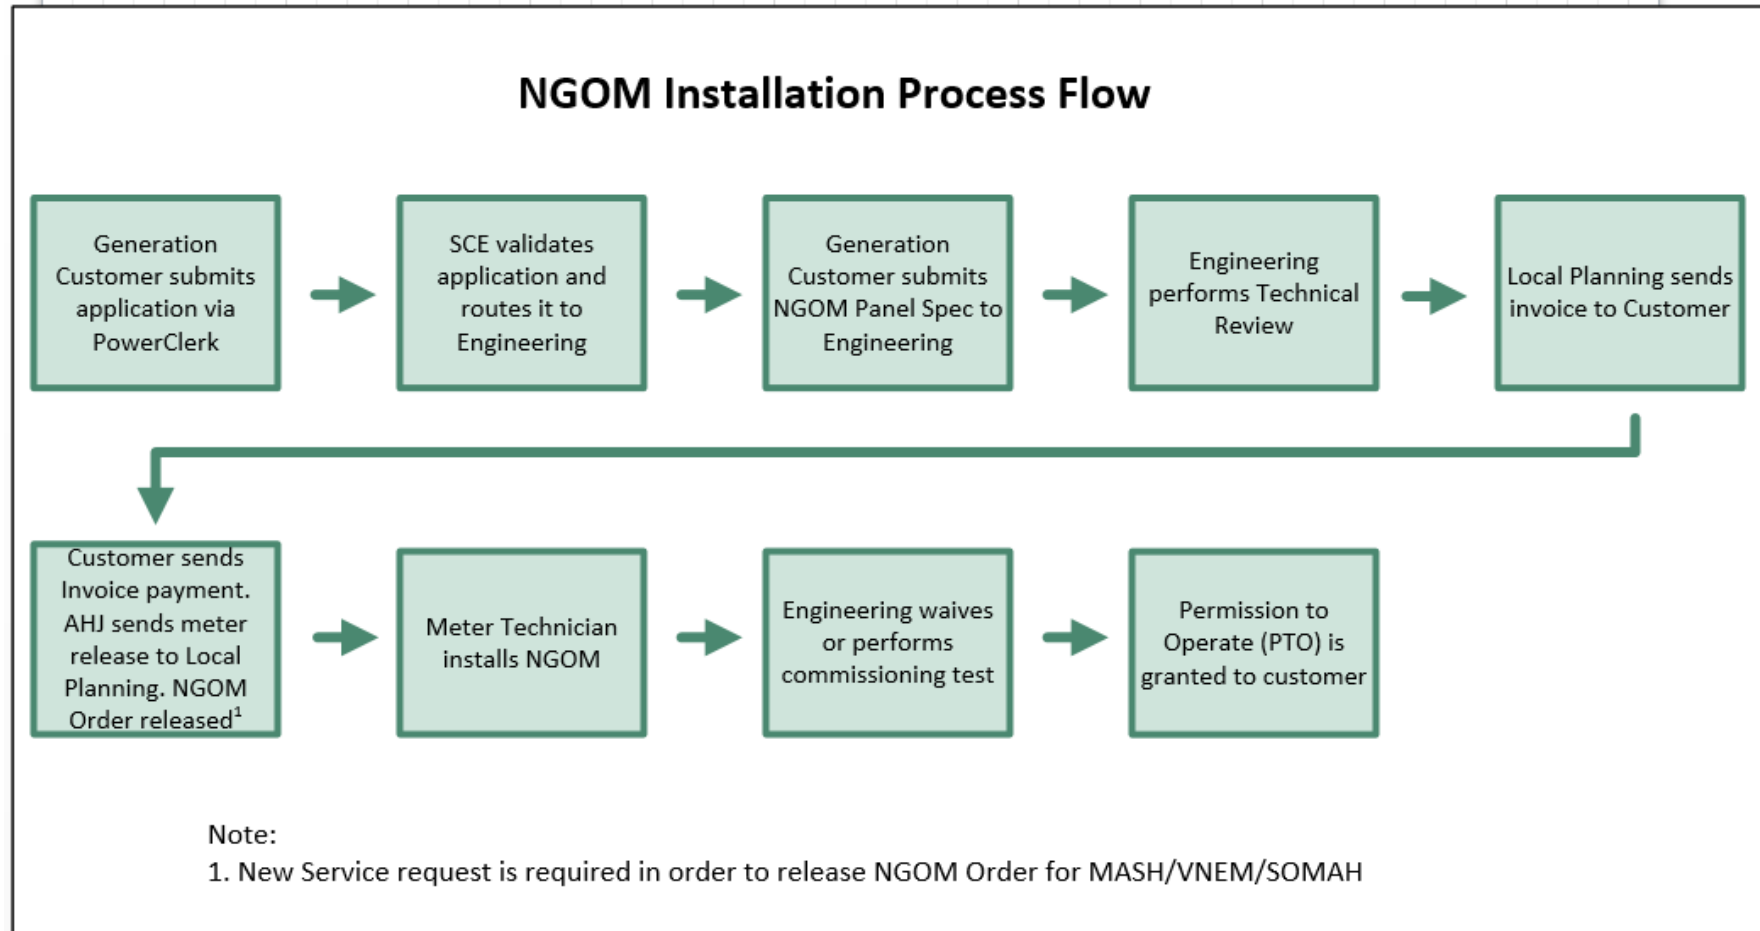 NGOM Installation Process Flow
Generation
Customer submits
application via
PowerClerk
SCE validates
application and
routes it to
Engineering
Generation
Customer submits
NGOM Panel Spec to
Engineering
Engineering
performs Technical
Review
Local Planning sends
invoice to Customer
Customer sends
Invoice payment.
AHJ sends meter
release to Local
Planning. NGOM
Order released¹
Meter Technician
installs NGOM
Engineering waives
or performs
commissioning test
Permission to
Operate (PTO) is
granted to customer
Note:
1. New Service request is required in order to release NGOM Order for MASH/VNEM/SOMAH